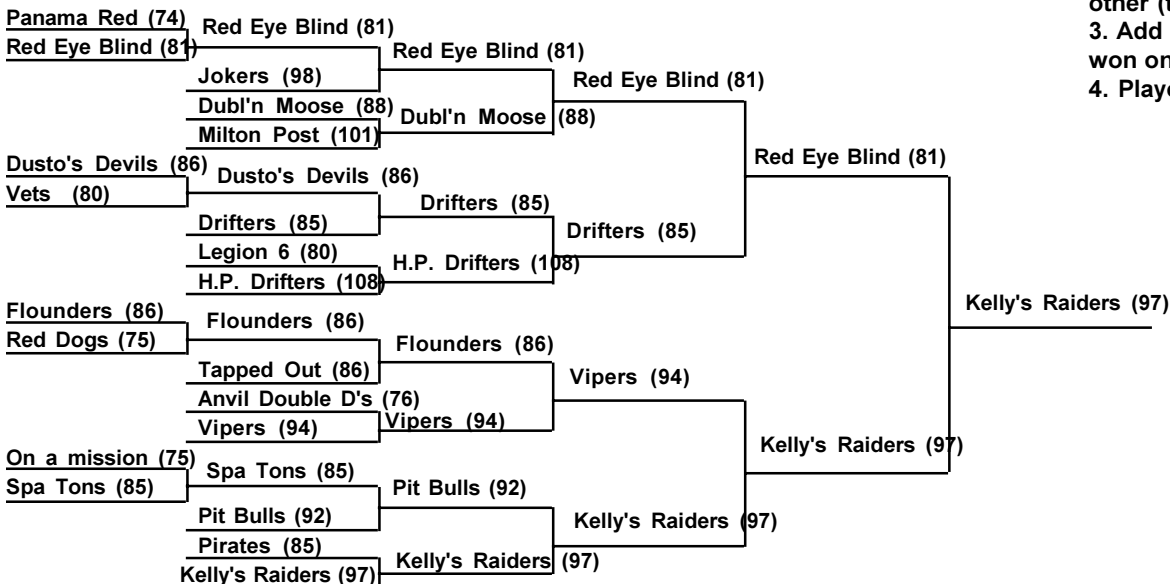 other (t
3. Add
won on
4. Playe
Panama Red (74)
Red Eye Blind (81)
Red Eye Blind (81)
Jokers (98)
Dubl'n Moose (88)
Milton Post (101)
Red Eye Blind (81)
Dubl'n Moose (88)
Red Eye Blind (81)
Dusto's Devils (86)
Vets (80)
Dusto's Devils (86)
Drifters (85)
Legion 6 (80)
H.P. Drifters (108)
Drifters (85)
H.P. Drifters (108)
Drifters (85)
Red Eye Blind (81)
Flounders (86)
Red Dogs (75)
Flounders (86)
Tapped Out (86)
Anvil Double D's (76)
Vipers (94)
Flounders (86)
Vipers (94)
Vipers (94)
On a mission (75)
Spa Tons (85)
Spa Tons (85)
Pit Bulls (92)
Pirates (85)
Kelly's Raiders (97)
Pit Bulls (92)
Kelly's Raiders (97)
Kelly's Raiders (97)
Kelly's Raiders (97)
Kelly's Raiders (97)